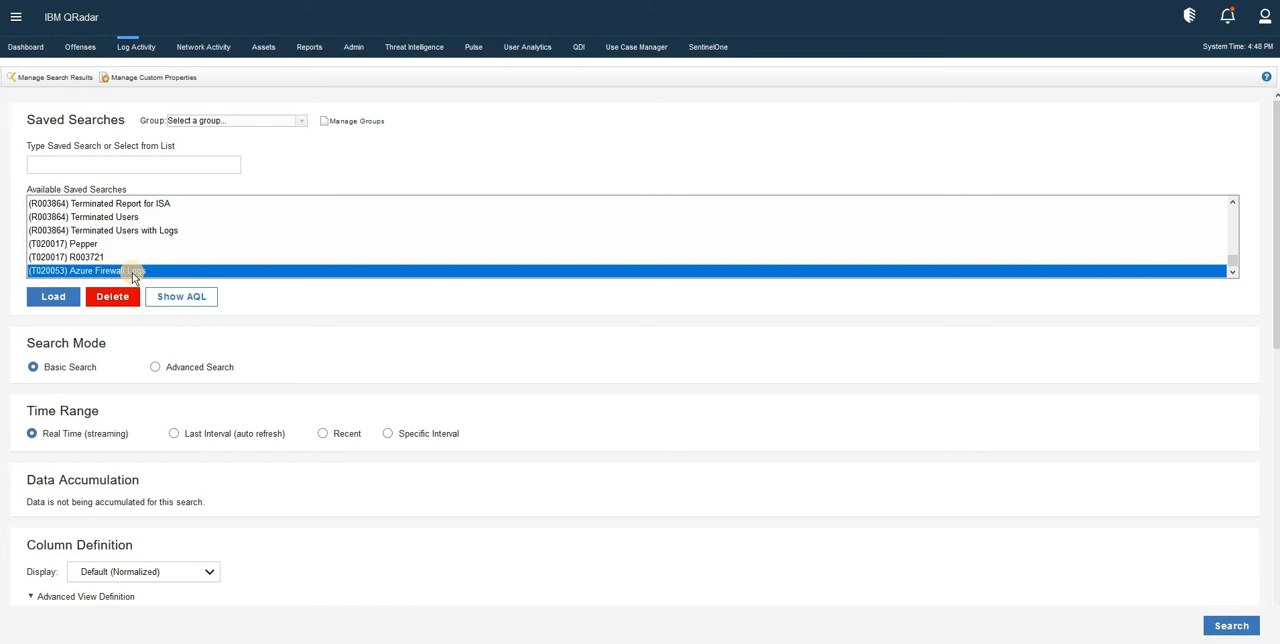 IBM QRadar
Dashboard Offenses Log Activity Network Activity Assets Reports Admin Threat Intelligence Pulse User Analytics QDI Use Case Manager SentinelOne System Time: 4:48 PM
Manage Search Results Manage Custom Properties
Saved Searches Group: Select a group... Manage Groups
Type Saved Search or Select from List
Available Saved Searches
(R003864) Terminated Report for ISA
(R003864) Terminated Users
(R003864) Terminated Users with Logs
(T020017) Pepper
(T020017) R003721
(T020053) Azure Firewall Logs
Load Delete Show AQL
Search Mode
Basic Search Advanced Search
Time Range
Real Time (streaming) Last Interval (auto refresh) Recent Specific Interval
Data Accumulation
Data is not being accumulated for this search.
Column Definition
Display: Default (Normalized)
Advanced View Definition
Search